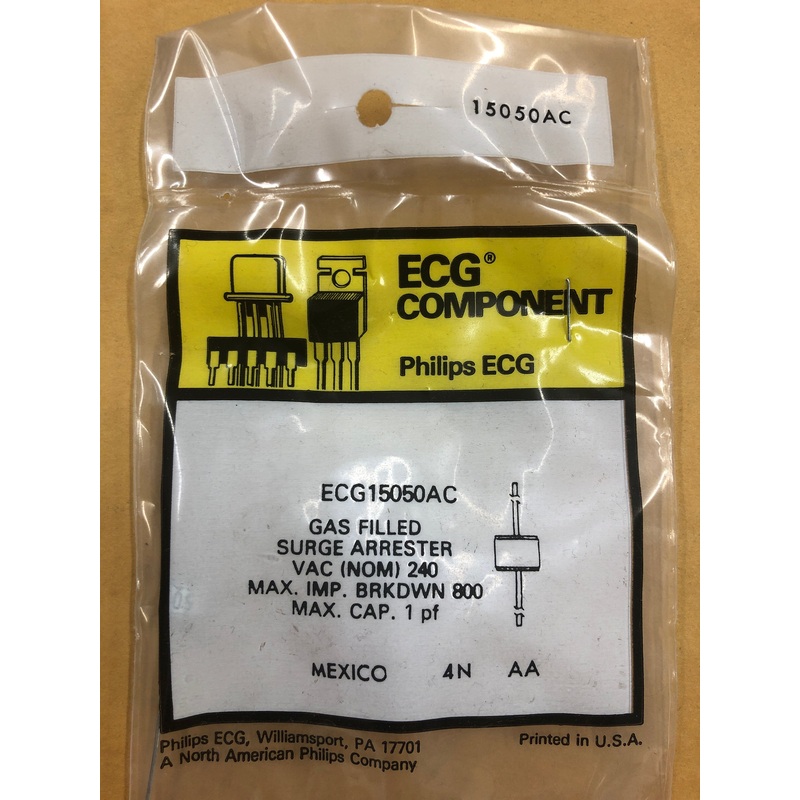 15050AC
ECG®
COMPONENT
Philips ECG
ECG15050AC
GAS FILLED
SURGE ARRESTER
VAC (NOM) 240
MAX. IMP. BRKDWN 800
MAX. CAP. 1 pf
MEXICO 4N AA
Philips ECG, Williamsport, PA 17701
A North American Philips Company
Printed in U.S.A.